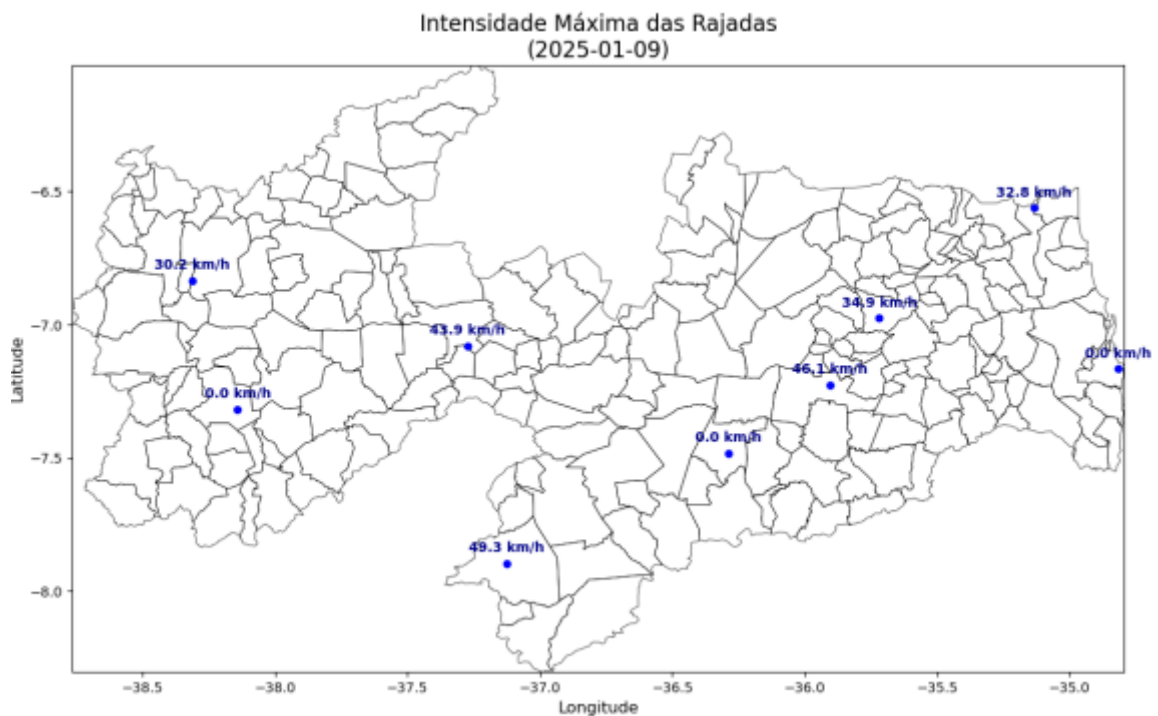 Intensidade Máxima das Rajadas
(2025-01-09)
32.8 km/h
30.2 km/h
34.9 km/h
43.9 km/h
0.0 km/h
46.1 km/h
0.0 km/h
0.0 km/h
49.3 km/h
Latitude
−6.5
−7.0
−7.5
−8.0
−38.5
−38.0
−37.5
−37.0
−36.5
−36.0
−35.5
−35.0
Longitude